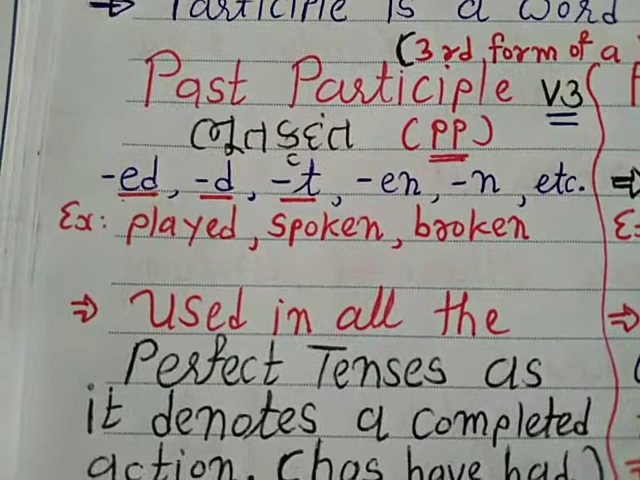 ⇒ Participle is a word
(3rd form of a
Past Participle V3
ભૂતકૃદંત (PP)
-ed, -d, -t, -en, -n, etc. ⇒
Ex: played, spoken, broken
⇒ Used in all the ⇒
Perfect Tenses as
it denotes a completed
action. (has have had)